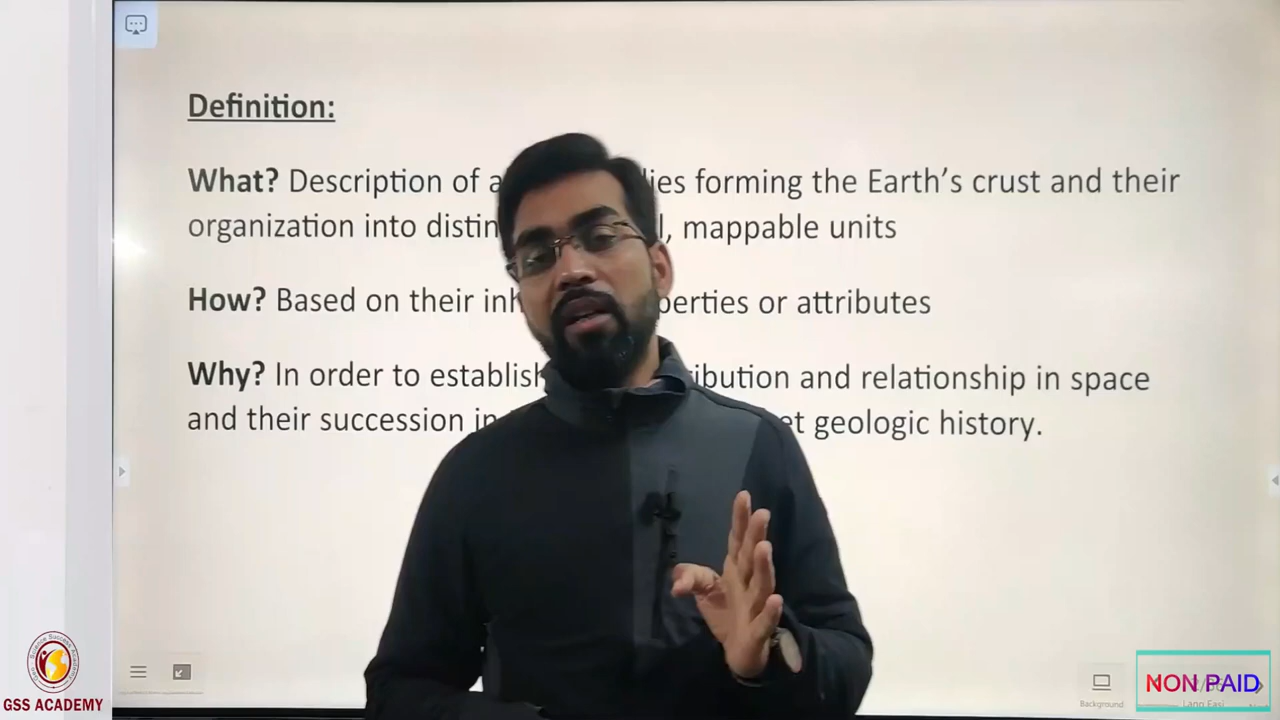 Definition:
What? Description of a lies forming the Earth's crust and their
organization into distin l, mappable units
How? Based on their inh perties or attributes
Why? In order to establish ribution and relationship in space
and their succession in et geologic history.
GSS ACADEMY
Background
NON PAID